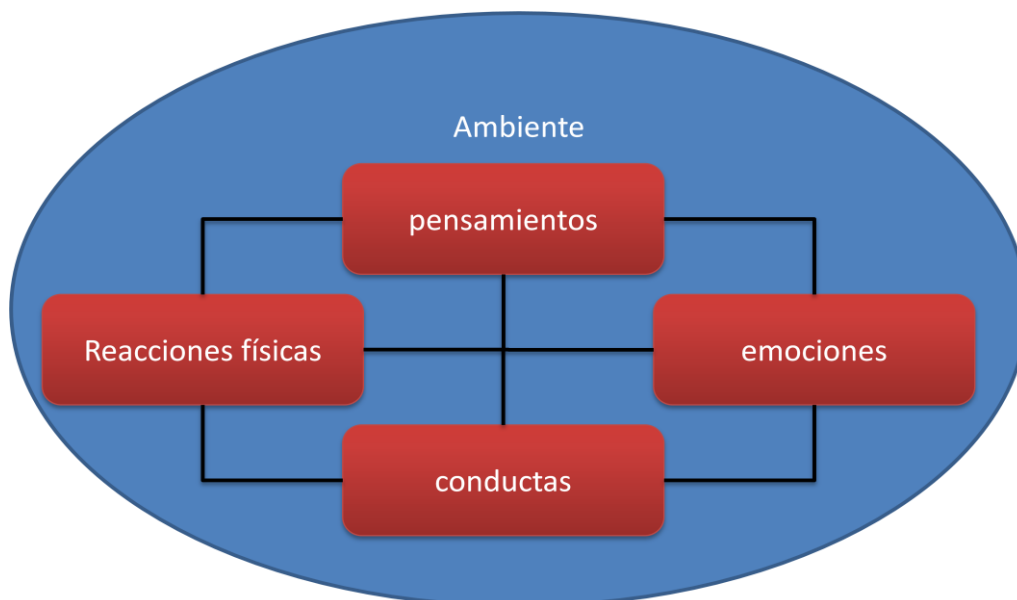 Ambiente
pensamientos
Reacciones físicas
emociones
conductas